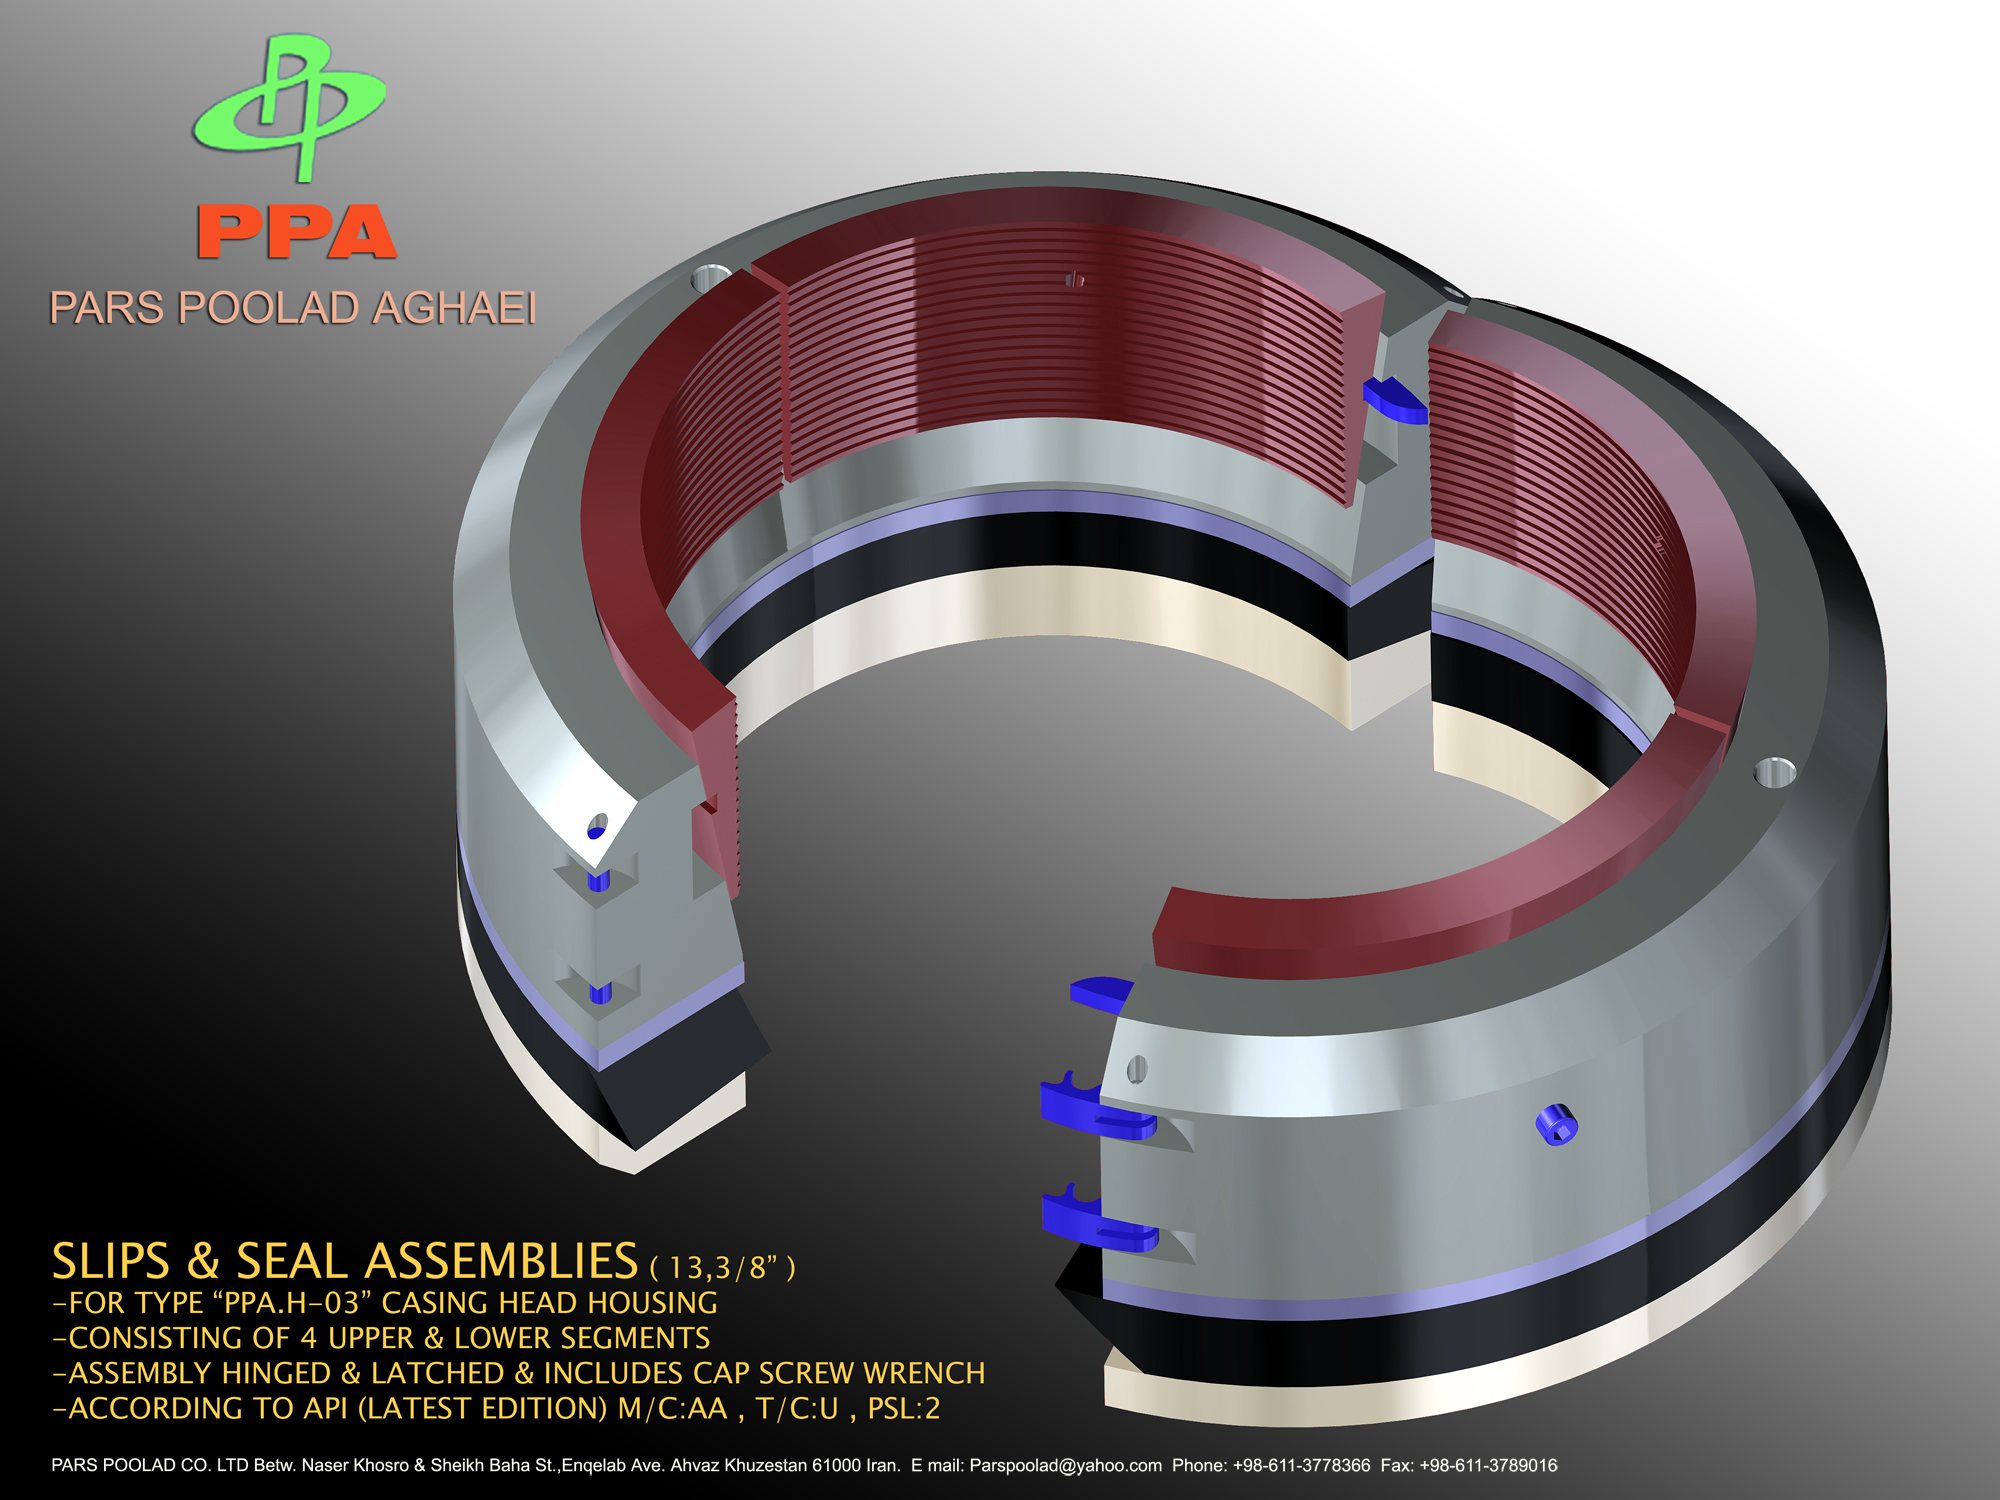 PPA
PARS POOLAD AGHAEI
SLIPS & SEAL ASSEMBLIES ( 13,3/8” )
-FOR TYPE “PPA.H-03” CASING HEAD HOUSING
-CONSISTING OF 4 UPPER & LOWER SEGMENTS
-ASSEMBLY HINGED & LATCHED & INCLUDES CAP SCREW WRENCH
-ACCORDING TO API (LATEST EDITION) M/C:AA , T/C:U , PSL:2
PARS POOLAD CO. LTD Betw. Naser Khosro & Sheikh Baha St.,Enqelab Ave. Ahvaz Khuzestan 61000 Iran. E mail: Parspoolad@yahoo.com Phone: +98-611-3778366 Fax: +98-611-3789016